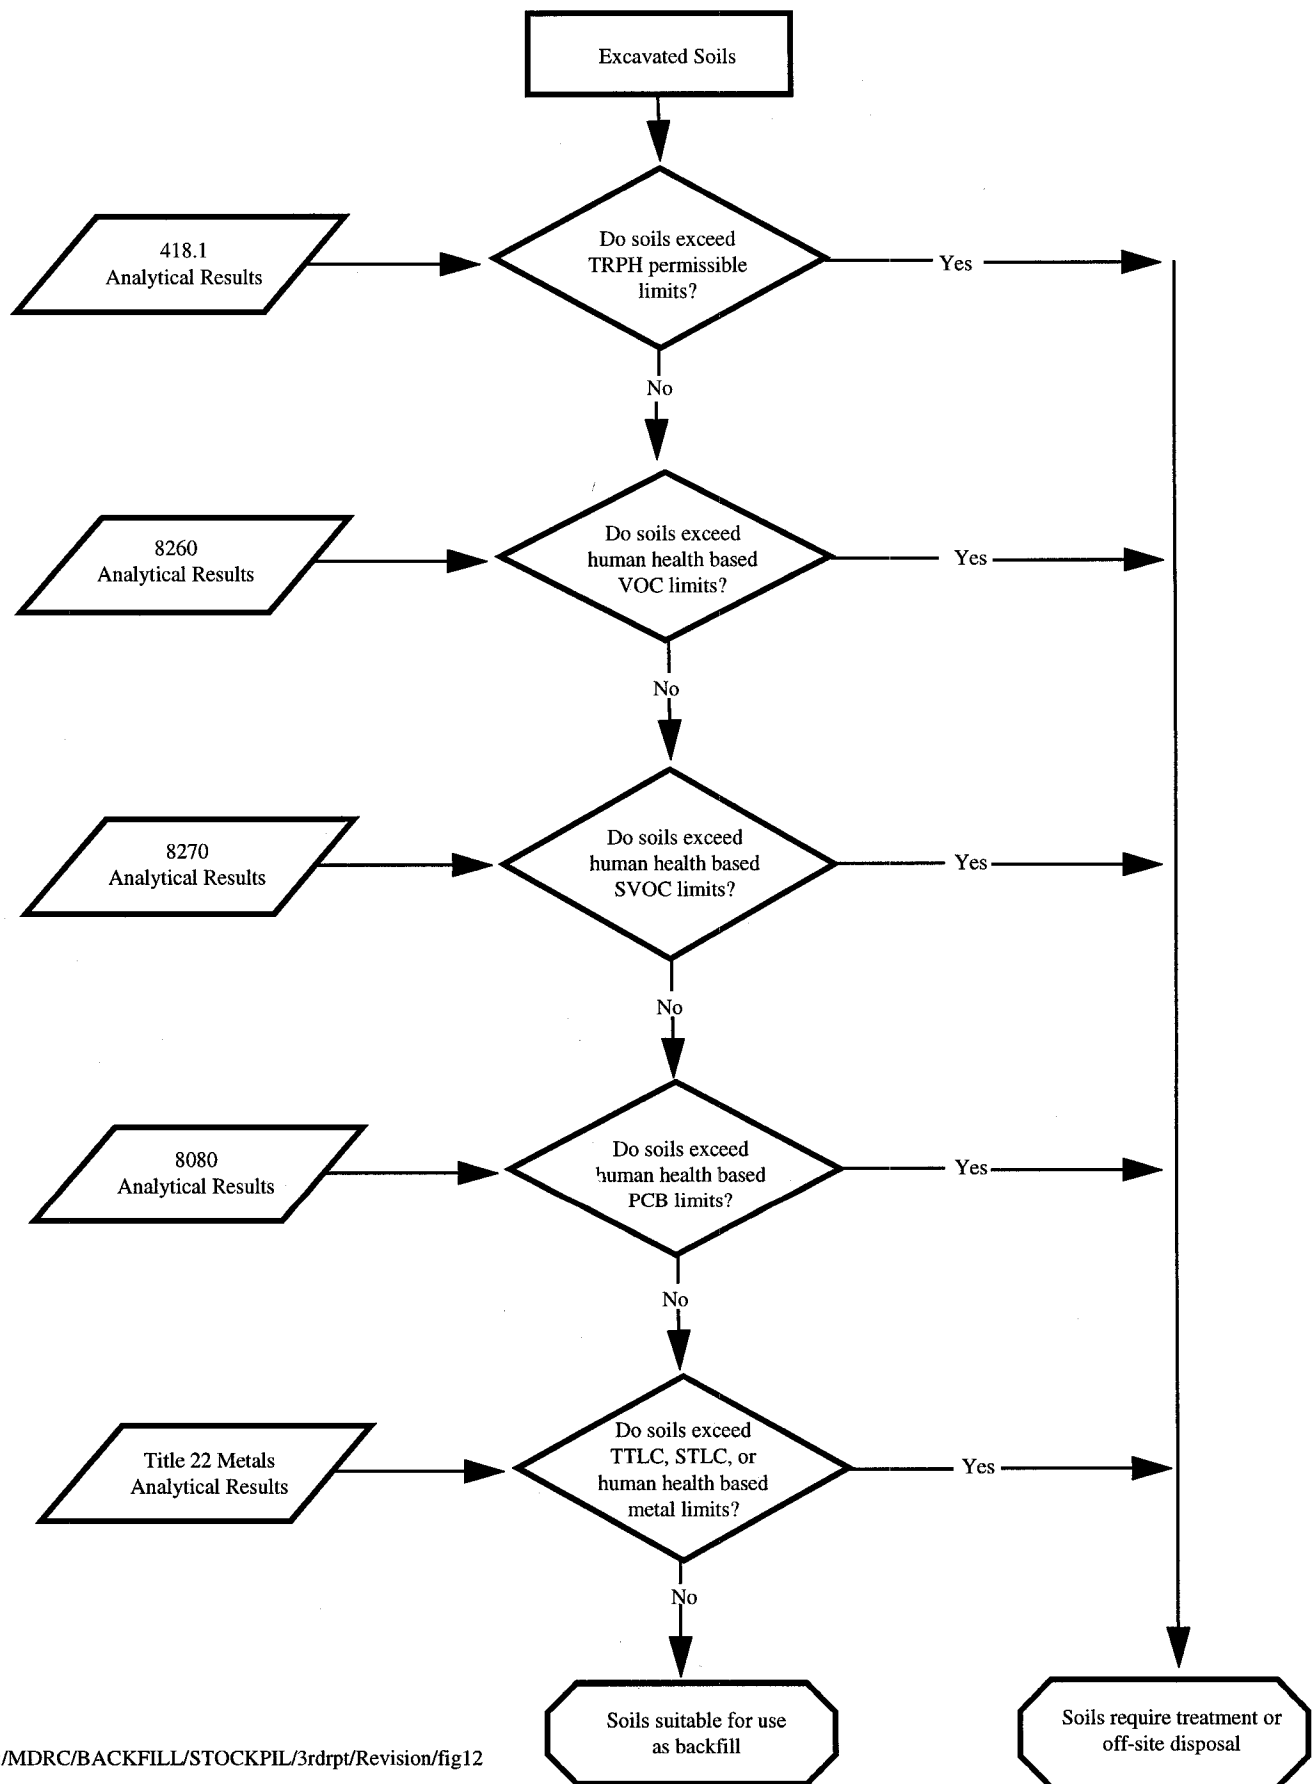 Excavated Soils
418.1
Analytical Results
Do soils exceed
TRPH permissible
limits?
Yes
No
8260
Analytical Results
Do soils exceed
human health based
VOC limits?
Yes
No
8270
Analytical Results
Do soils exceed
human health based
SVOC limits?
Yes
No
8080
Analytical Results
Do soils exceed
human health based
PCB limits?
Yes
No
Title 22 Metals
Analytical Results
Do soils exceed
TTLC, STLC, or
human health based
metal limits?
Yes
No
Soils suitable for use
as backfill
Soils require treatment or
off-site disposal
/MDRC/BACKFILL/STOCKPIL/3rdrpt/Revision/fig12